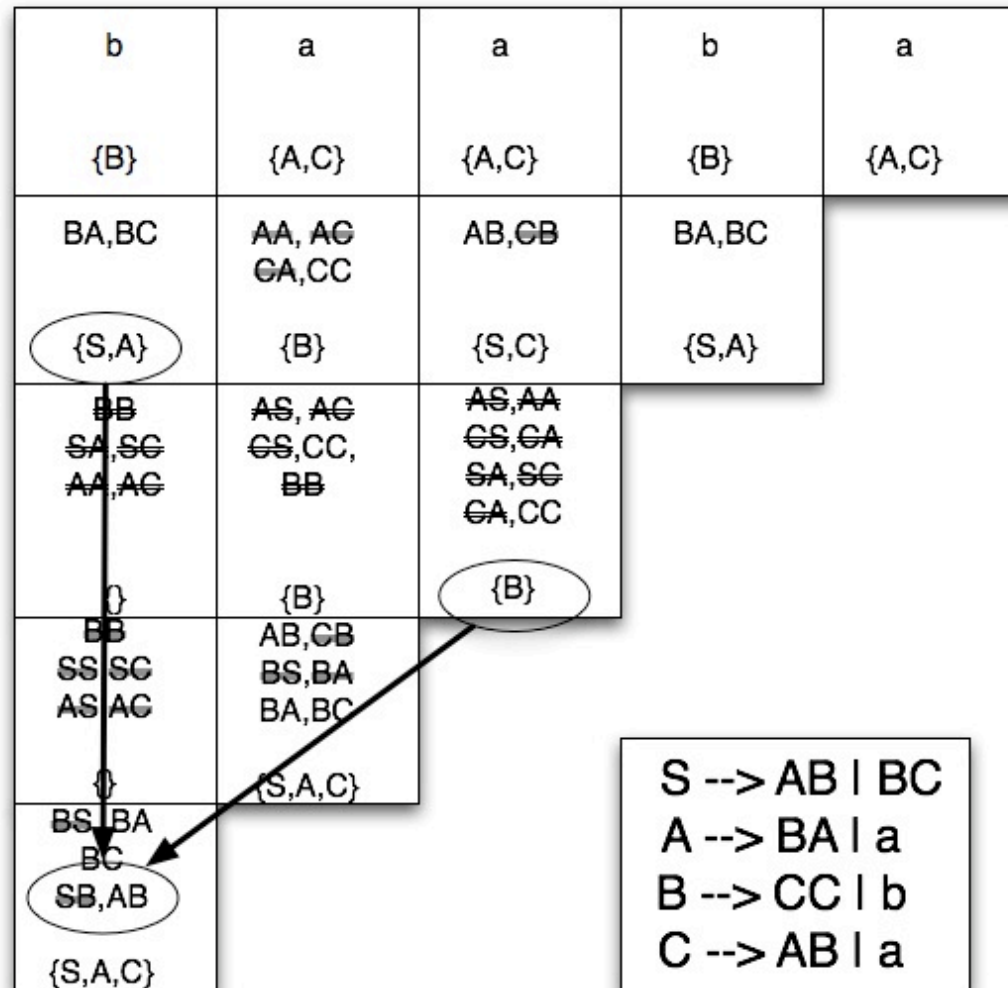 b a a b a
{B} {A,C} {A,C} {B} {A,C}
BA,BC AA, AC AB,CB BA,BC
CA,CC
{S,A} {B} {S,C} {S,A}
BB AS, AC AS,AA
SA,SC CS,CC, CS,CA
AA,AC BB SA,SC
CA,CC
{} {B} {B}
BB AB,CB
SS SC BS,BA
AS AC BA,BC
{} {S,A,C}
BS, BA
BC
SB,AB
{S,A,C}
S --> AB | BC
A --> BA | a
B --> CC | b
C --> AB | a